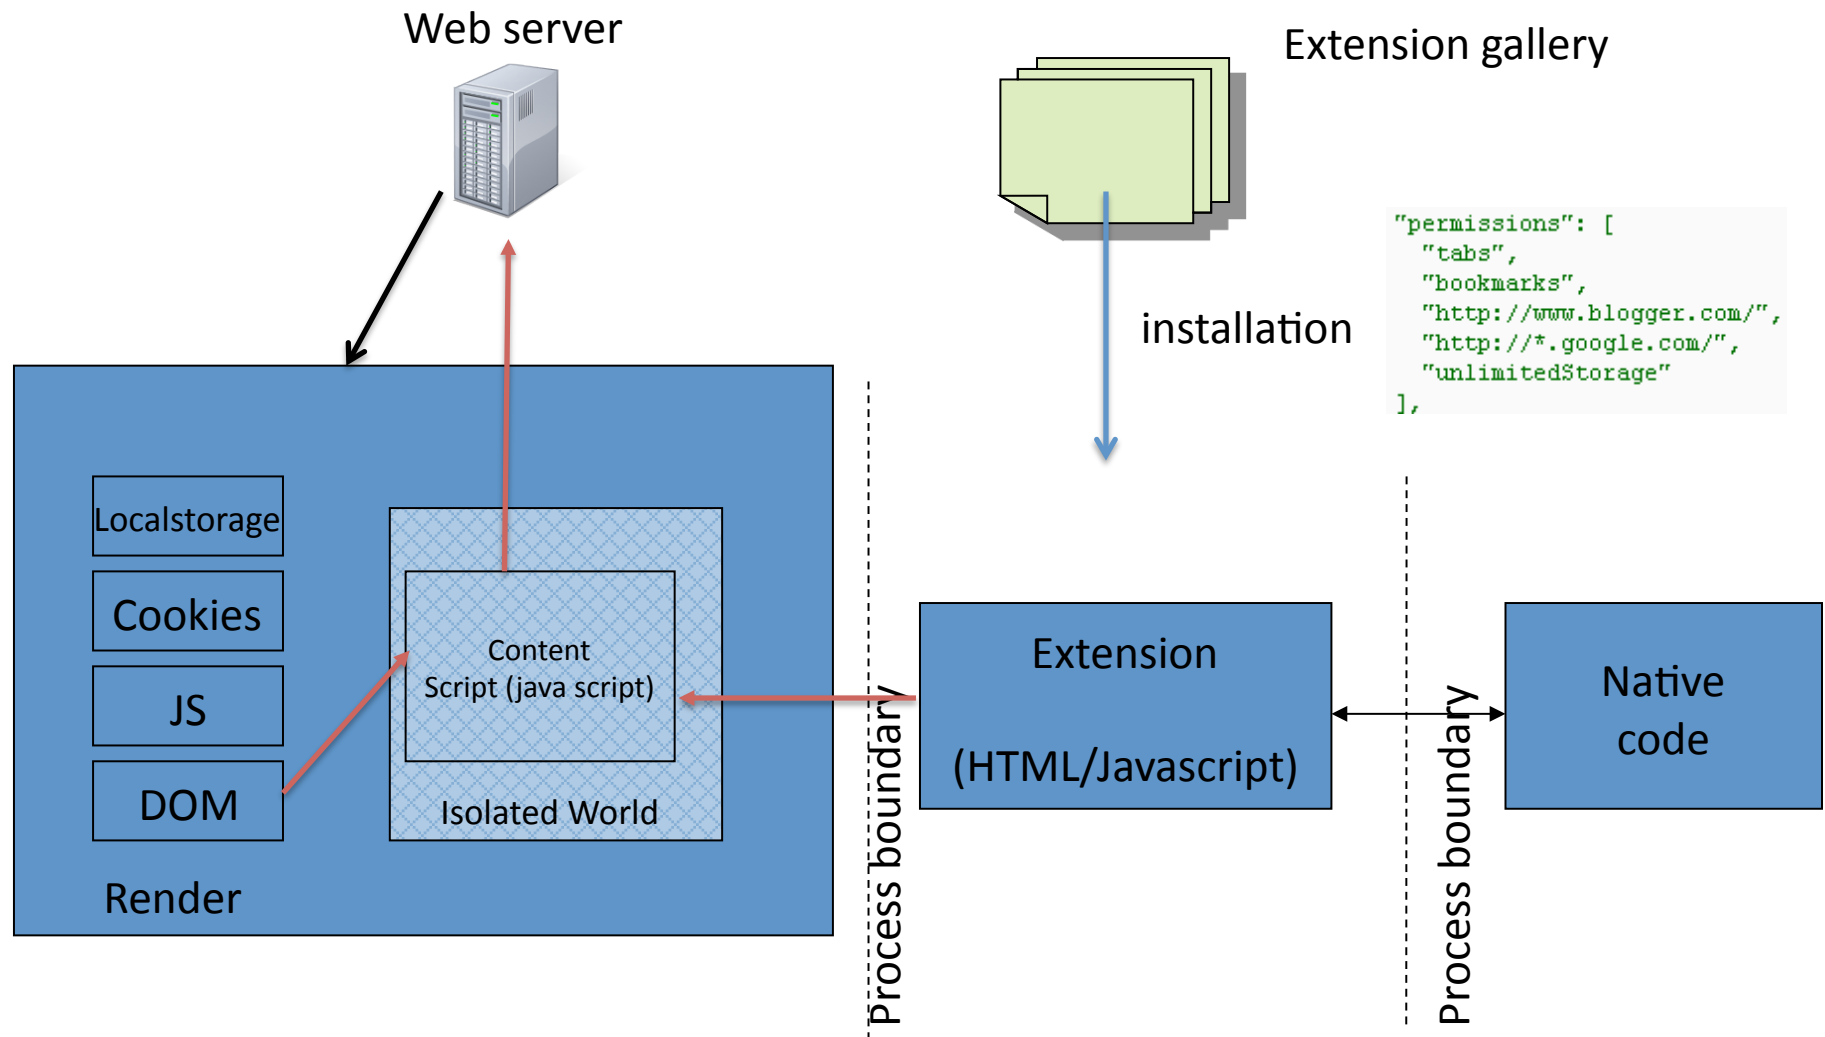 Web server
Extension gallery
"permissions": [
"tabs",
"bookmarks",
"http://www.blogger.com/",
"http://*.google.com/",
"unlimitedStorage"
],
installation
Localstorage
Cookies
JS
DOM
Render
Content
Script (java script)
Isolated World
Process boundary
Extension
(HTML/Javascript)
Process boundary
Native
code